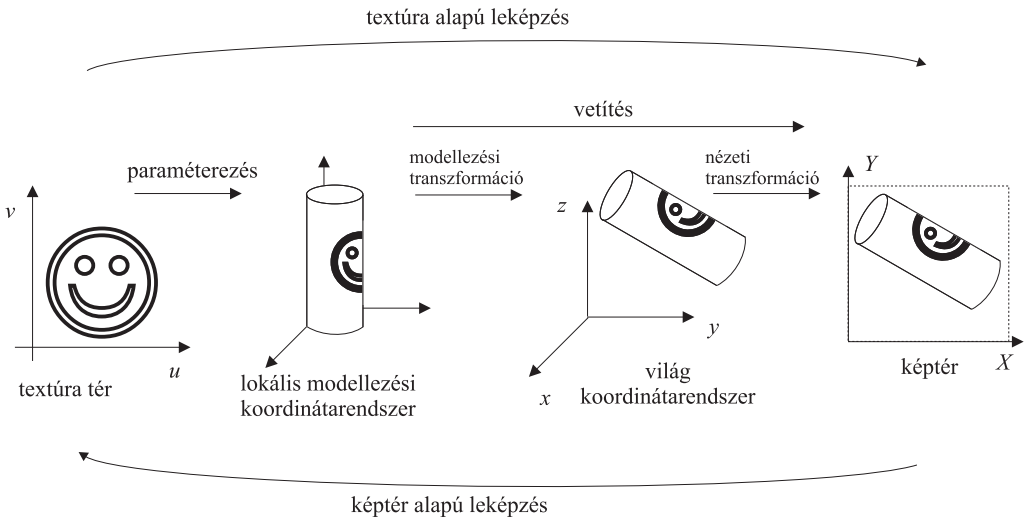 textúra alapú leképzés
vetítés
paraméterezés
modellezési
transzformáció
nézeti
transzformáció
Y
v
z
u
y
X
x
textúra tér
lokális modellezési
koordinátarendszer
világ
koordinátarendszer
képtér
képtér alapú leképzés